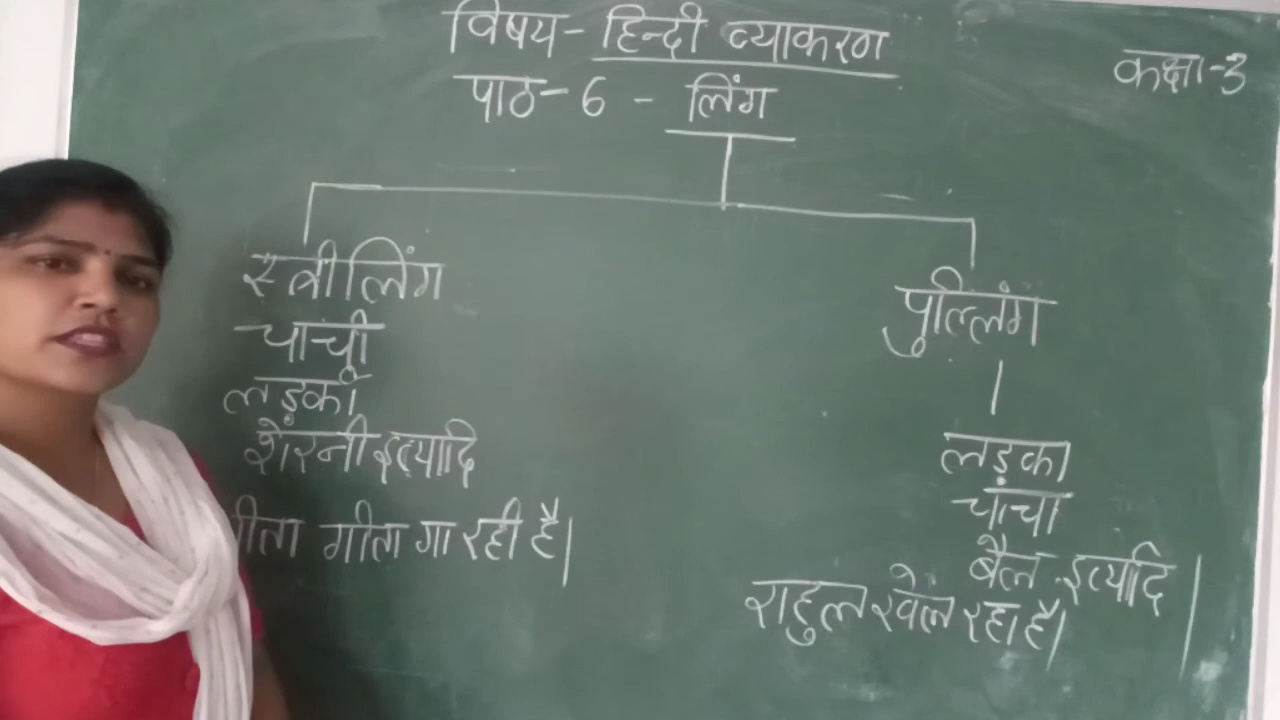 विषय - हिन्दी व्याकरण
कक्षा - 3
पाठ - 6 - लिंग
स्त्रीलिंग
चाची
लड़की
शेरनी इत्यादि
गीता गा रही है।
पुल्लिंग
लड़का
चाचा
बैल इत्यादि।
राहुल खेल रहा है।